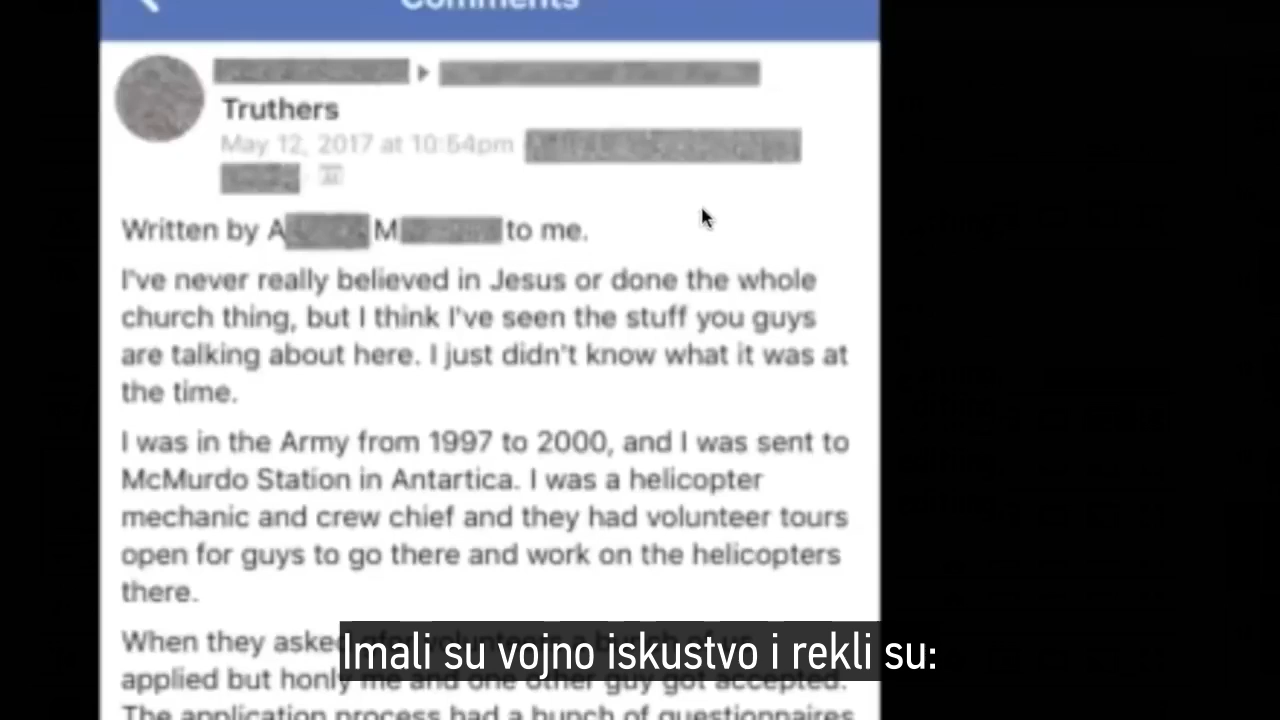 Comments
Truthers
May 12, 2017 at 10:54pm
Written by A M to me.
I've never really believed in Jesus or done the whole
church thing, but I think I've seen the stuff you guys
are talking about here. I just didn't know what it was at
the time.
I was in the Army from 1997 to 2000, and I was sent to
McMurdo Station in Antartica. I was a helicopter
mechanic and crew chief and they had volunteer tours
open for guys to go there and work on the helicopters
there.
When they asked
applied but honly me and one other guy got accepted.
The application process had a bunch of questionnaires
Imali su vojno iskustvo i rekli su: